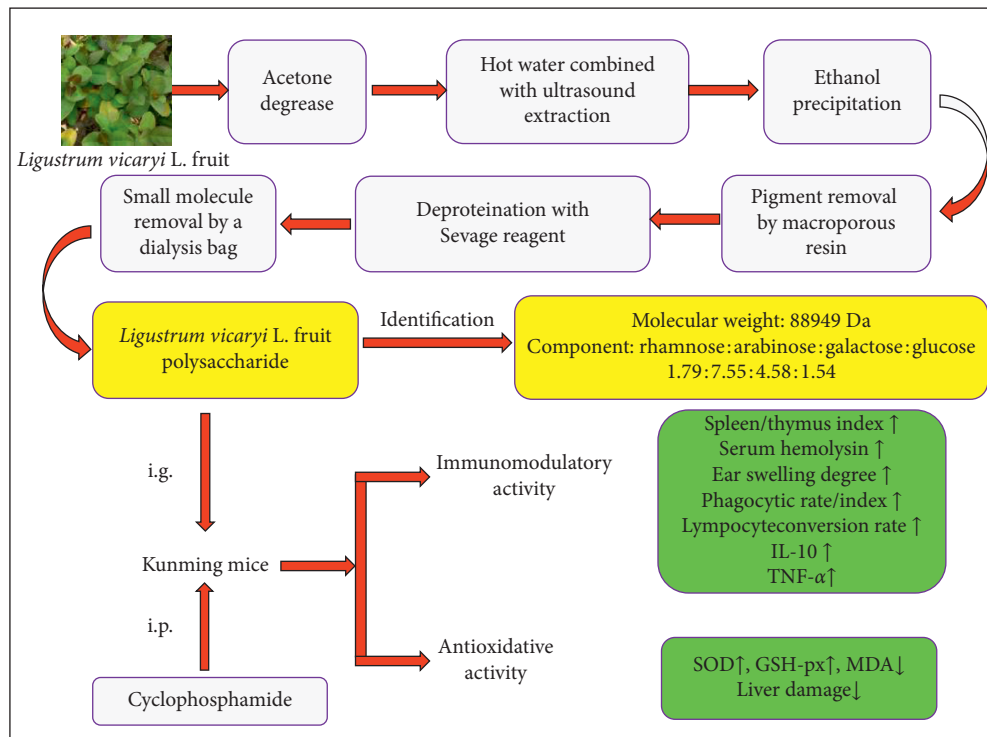 Acetone
degrease
Hot water combined
with ultrasound
extraction
Ethanol
precipitation
Ligustrum vicaryi L. fruit
Small molecule
removal by a
dialysis bag
Deproteination with
Sevage reagent
Pigment removal
by macroporous
resin
Ligustrum vicaryi L. fruit
polysaccharide
Identification
Molecular weight: 88949 Da
Component: rhamnose:arabinose:galactose:glucose
1.79:7.55:4.58:1.54
i.g.
Kunming mice
i.p.
Cyclophosphamide
Immunomodulatory
activity
Spleen/thymus index ↑
Serum hemolysin ↑
Ear swelling degree ↑
Phagocytic rate/index ↑
Lympocyteconversion rate ↑
IL-10 ↑
TNF-α↑
Antioxidative
activity
SOD↑, GSH-px↑, MDA↓
Liver damage↓